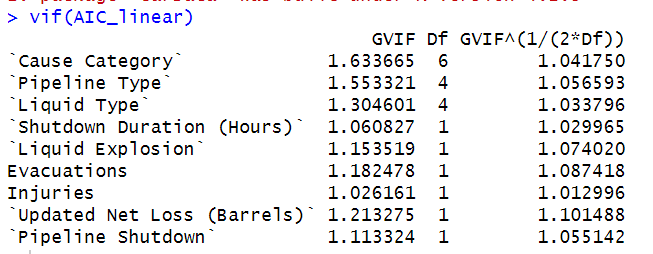 > vif(AIC_linear)
GVIF Df GVIF^(1/(2*Df))
`Cause Category` 1.633665 6 1.041750
`Pipeline Type` 1.553321 4 1.056593
`Liquid Type` 1.304601 4 1.033796
`Shutdown Duration (Hours)` 1.060827 1 1.029965
`Liquid Explosion` 1.153519 1 1.074020
Evacuations 1.182478 1 1.087418
Injuries 1.026161 1 1.012996
`Updated Net Loss (Barrels)` 1.213275 1 1.101488
`Pipeline Shutdown` 1.113324 1 1.055142